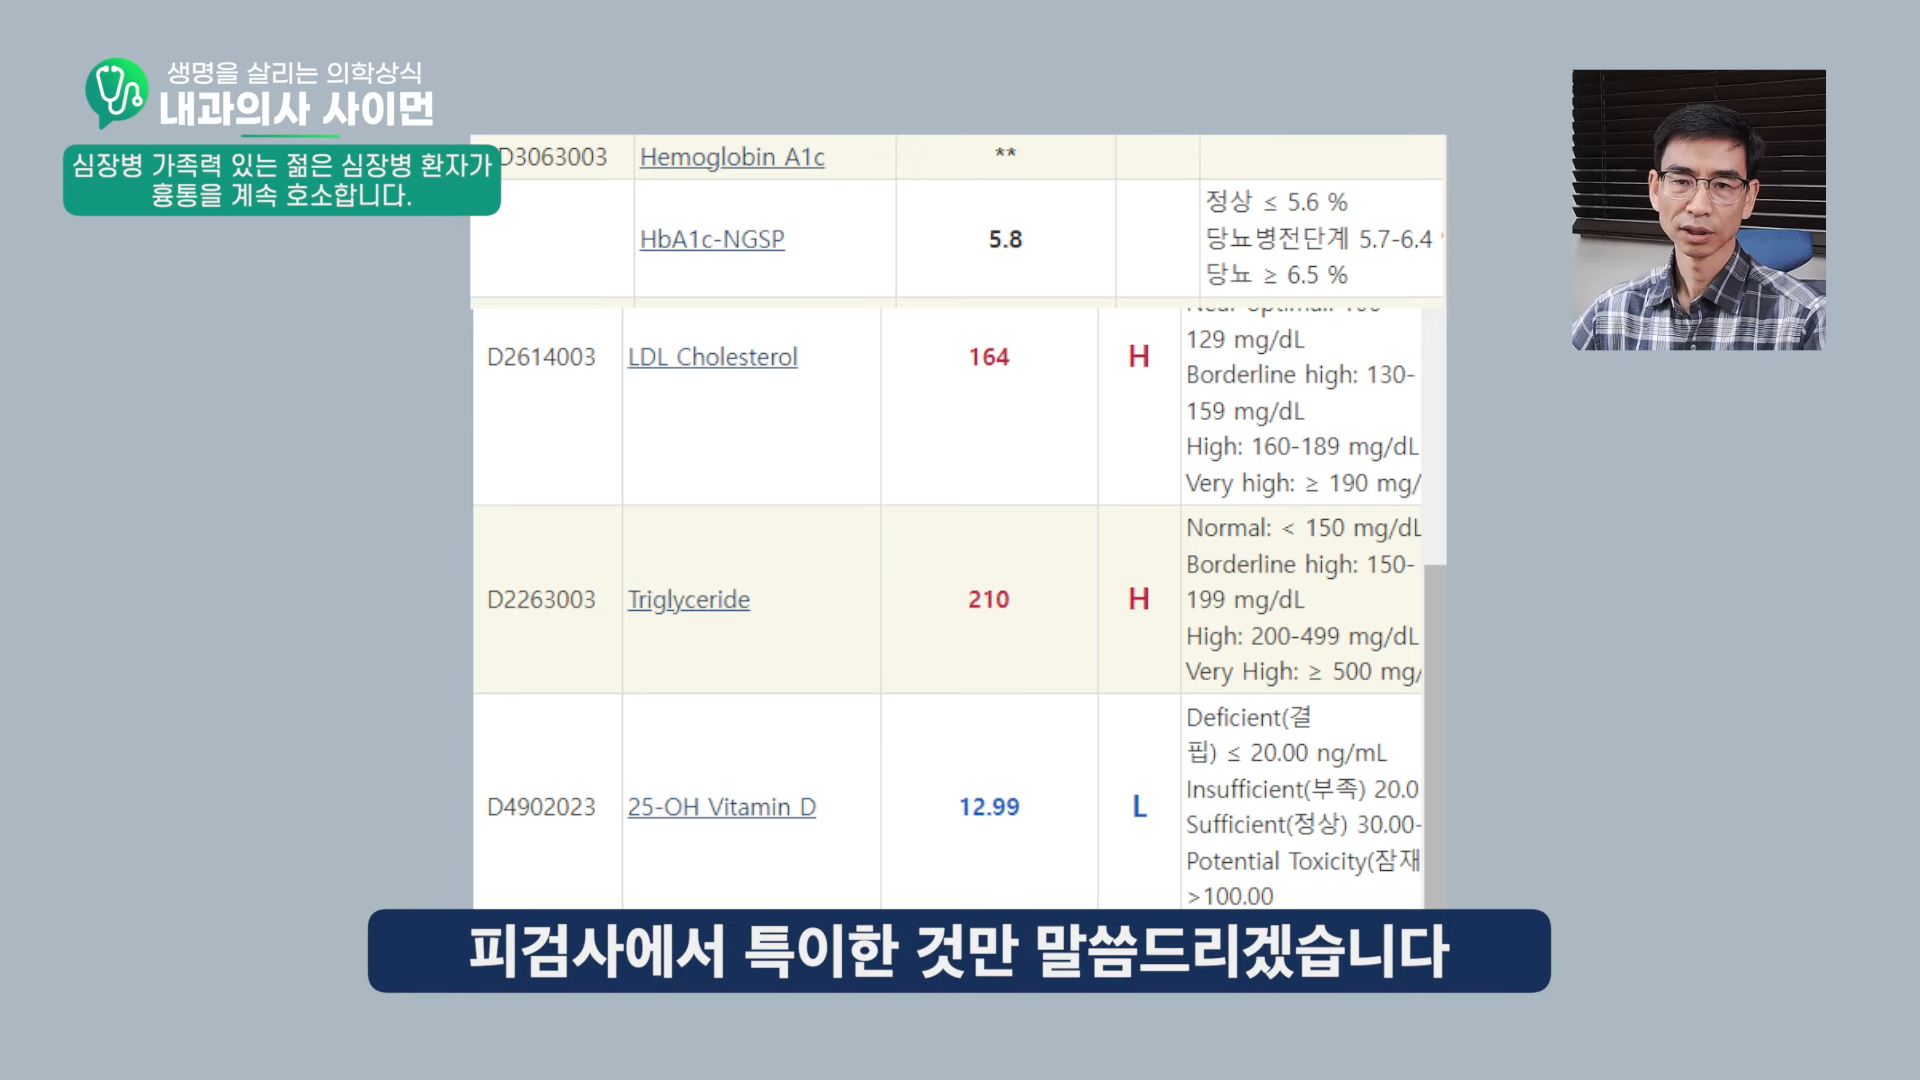 생명을 살리는 의학상식
내과의사 사이먼
심장병 가족력 있는 젊은 심장병 환자가
흉통을 계속 호소합니다.
D3063003 Hemoglobin A1c **
HbA1c-NGSP 5.8
정상 ≤ 5.6 %
당뇨병전단계 5.7-6.4
당뇨 ≥ 6.5 %
D2614003 LDL Cholesterol 164 H
129 mg/dL
Borderline high: 130-
159 mg/dL
High: 160-189 mg/dL
Very high: ≥ 190 mg/
D2263003 Triglyceride 210 H
Normal: < 150 mg/dL
Borderline high: 150-
199 mg/dL
High: 200-499 mg/dL
Very High: ≥ 500 mg/
D4902023 25-OH Vitamin D 12.99 L
Deficient(결
핍) ≤ 20.00 ng/mL
Insufficient(부족) 20.0
Sufficient(정상) 30.00-
Potential Toxicity(잠재
>100.00
피검사에서 특이한 것만 말씀드리겠습니다